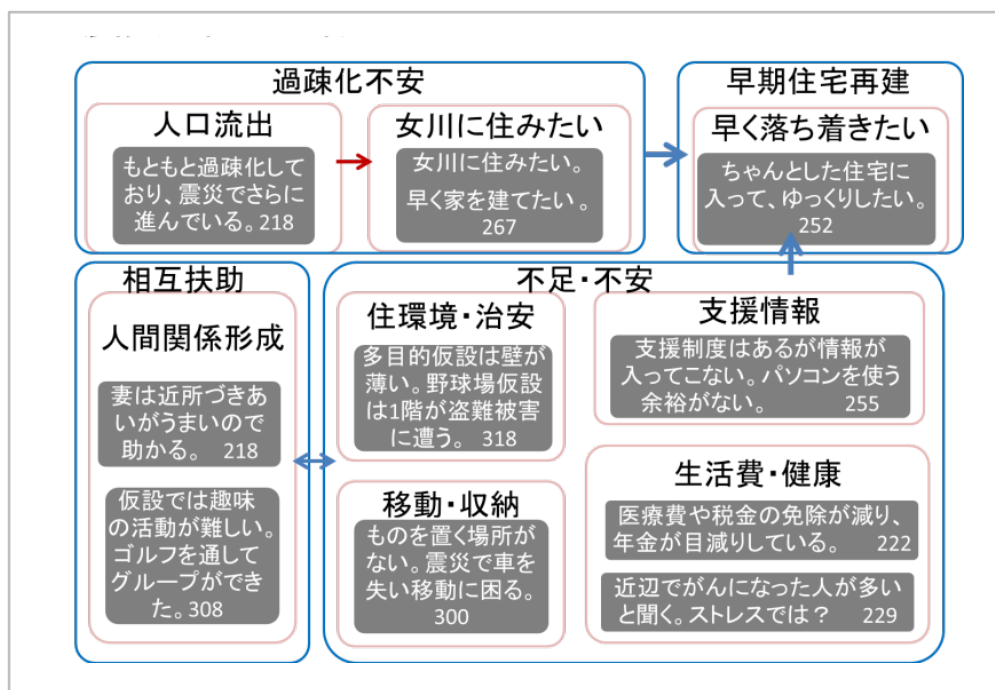 過疎化不安
人口流出
もともと過疎化して
おり、震災でさらに
進んでいる。218
女川に住みたい
女川に住みたい。
早く家を建てたい。
267
早期住宅再建
早く落ち着きたい
ちゃんとした住宅に
入って、ゆっくりしたい。
252
相互扶助
人間関係形成
妻は近所づきあ
いがうまいので
助かる。 218
仮設では趣味
の活動が難しい。
ゴルフを通して
グループができ
た。308
不足・不安
住環境・治安
多目的仮設は壁が
薄い。野球場仮設
は1階が盗難被害
に遭う。 318
移動・収納
ものを置く場所が
ない。震災で車を
失い移動に困る。
300
支援情報
支援制度はあるが情報が
入ってこない。パソコンを使う
余裕がない。 255
生活費・健康
医療費や税金の免除が減り、
年金が目減りしている。 222
近辺でがんになった人が多い
と聞く。ストレスでは？ 229